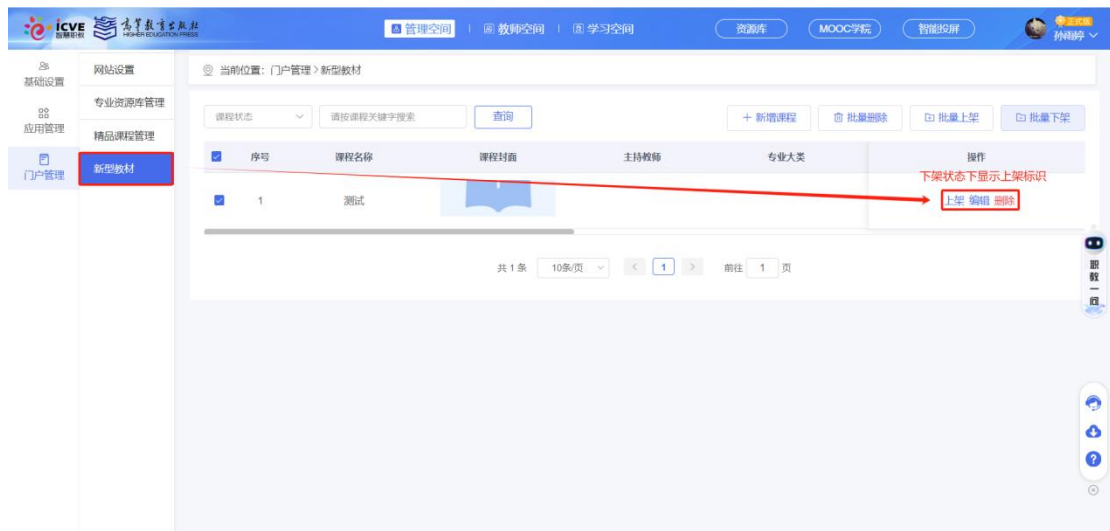 icve 智慧职教 高等教育出版社 HIGHER EDUCATION PRESS 管理空间 教师空间 学习空间 资源库 MOOC学院 智能投屏 正式版 孙雨婷
基础设置
应用管理
门户管理
网站设置
专业资源库管理
精品课程管理
新型教材
当前位置：门户管理>新型教材
课程状态 请按课程关键字搜索 查询 + 新增课程 批量删除 批量上架 批量下架
序号 课程名称 课程封面 主持教师 专业大类 操作
下架状态下显示上架标识
1 测试 上架 编辑 删除
共 1 条 10条/页 < 1 > 前往 1 页
职教一问